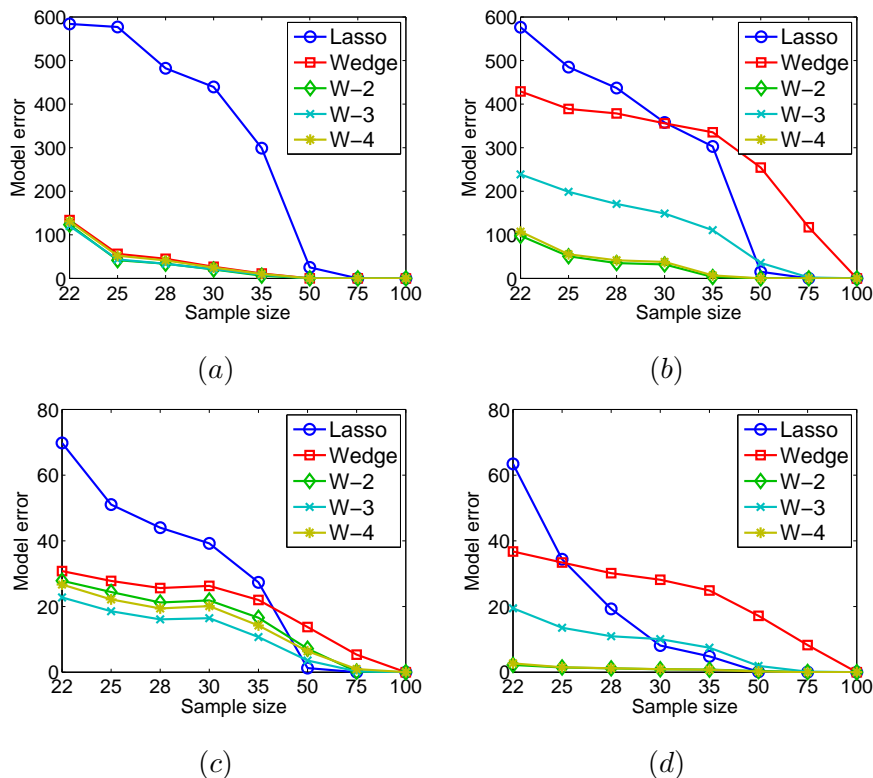 600
500
400
300
200
100
0
Model error
22 25 28 30 35 50 75 100
Sample size
Lasso
Wedge
W−2
W−3
W−4
(a)
600
500
400
300
200
100
0
Model error
22 25 28 30 35 50 75 100
Sample size
Lasso
Wedge
W−2
W−3
W−4
(b)
80
60
40
20
0
Model error
22 25 28 30 35 50 75 100
Sample size
Lasso
Wedge
W−2
W−3
W−4
(c)
80
60
40
20
0
Model error
22 25 28 30 35 50 75 100
Sample size
Lasso
Wedge
W−2
W−3
W−4
(d)